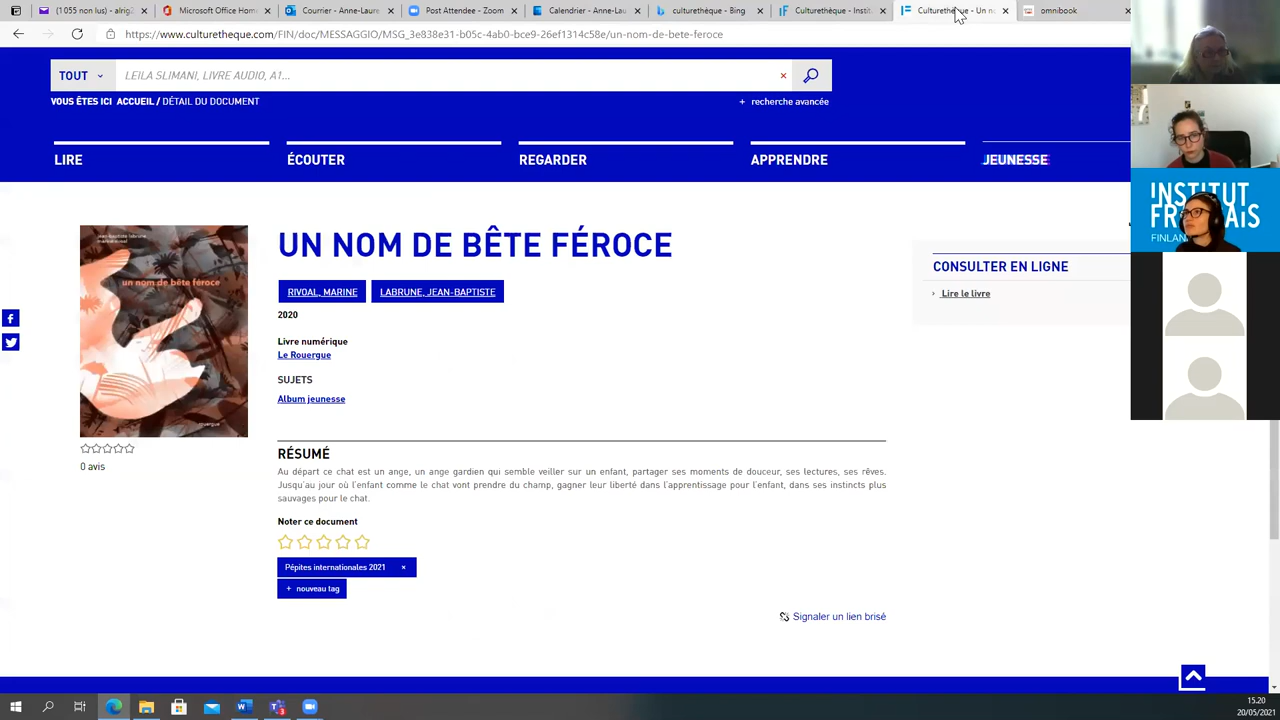 (1 055 non lus) - alrig2
Microsoft Office Home
Courrier - Anne-Laure
Post Attendee - Zoom
Calendrier - Anne-Lau
culturethèque - Bing
Culturethèque - Instit
Culturethèque - Un no
omnibook
https://www.culturetheque.com/FIN/doc/MESSAGGIO/MSG_3e838e31-b05c-4ab0-bce9-26ef1314c58e/un-nom-de-bete-feroce
TOUT
LEILA SLIMANI, LIVRE AUDIO, A1...
VOUS ÊTES ICI ACCUEIL / DÉTAIL DU DOCUMENT
+ recherche avancée
LIRE
ÉCOUTER
REGARDER
APPRENDRE
JEUNESSE
INSTITUT
FRANÇAIS
FINLAN
jean-baptiste labrune
un nom de bête féroce
rouergue
UN NOM DE BÊTE FÉROCE
RIVOAL, MARINE
LABRUNE, JEAN-BAPTISTE
2020
Livre numérique
Le Rouergue
SUJETS
Album jeunesse
CONSULTER EN LIGNE
› Lire le livre
0 avis
RÉSUMÉ
Au départ ce chat est un ange, un ange gardien qui semble veiller sur un enfant, partager ses moments de douceur, ses lectures, ses rêves.
Jusqu'au jour où l'enfant comme le chat vont prendre du champ, gagner leur liberté dans l'apprentissage pour l'enfant, dans ses instincts plus
sauvages pour le chat.
Noter ce document
Pépites internationales 2021 ×
+ nouveau tag
Signaler un lien brisé
15.20
20/05/2021